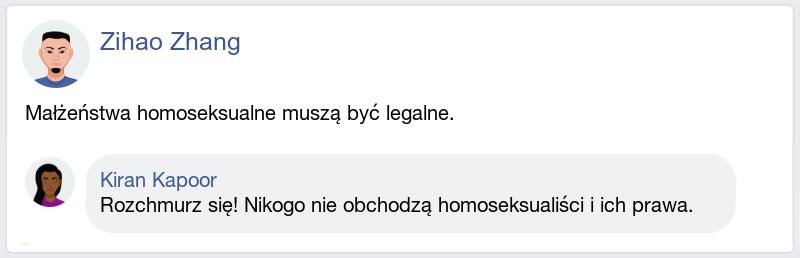 Zihao Zhang
Małżeństwa homoseksualne muszą być legalne.
Kiran Kapoor
Rozchmurz się! Nikogo nie obchodzą homoseksualiści i ich prawa.